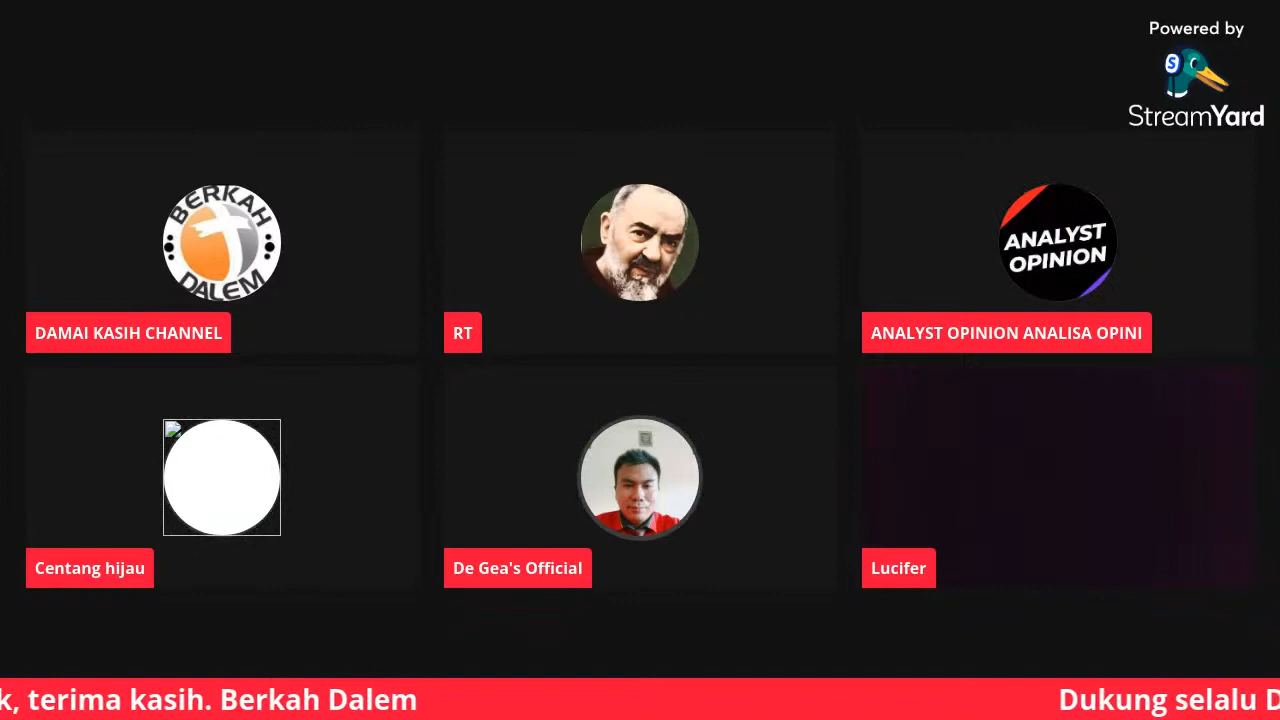 Powered by
S
StreamYard
BERKAH
DALEM
DAMAI KASIH CHANNEL
RT
ANALYST
OPINION
ANALYST OPINION ANALISA OPINI
Centang hijau
De Gea's Official
Lucifer
k, terima kasih. Berkah Dalem
Dukung selalu D